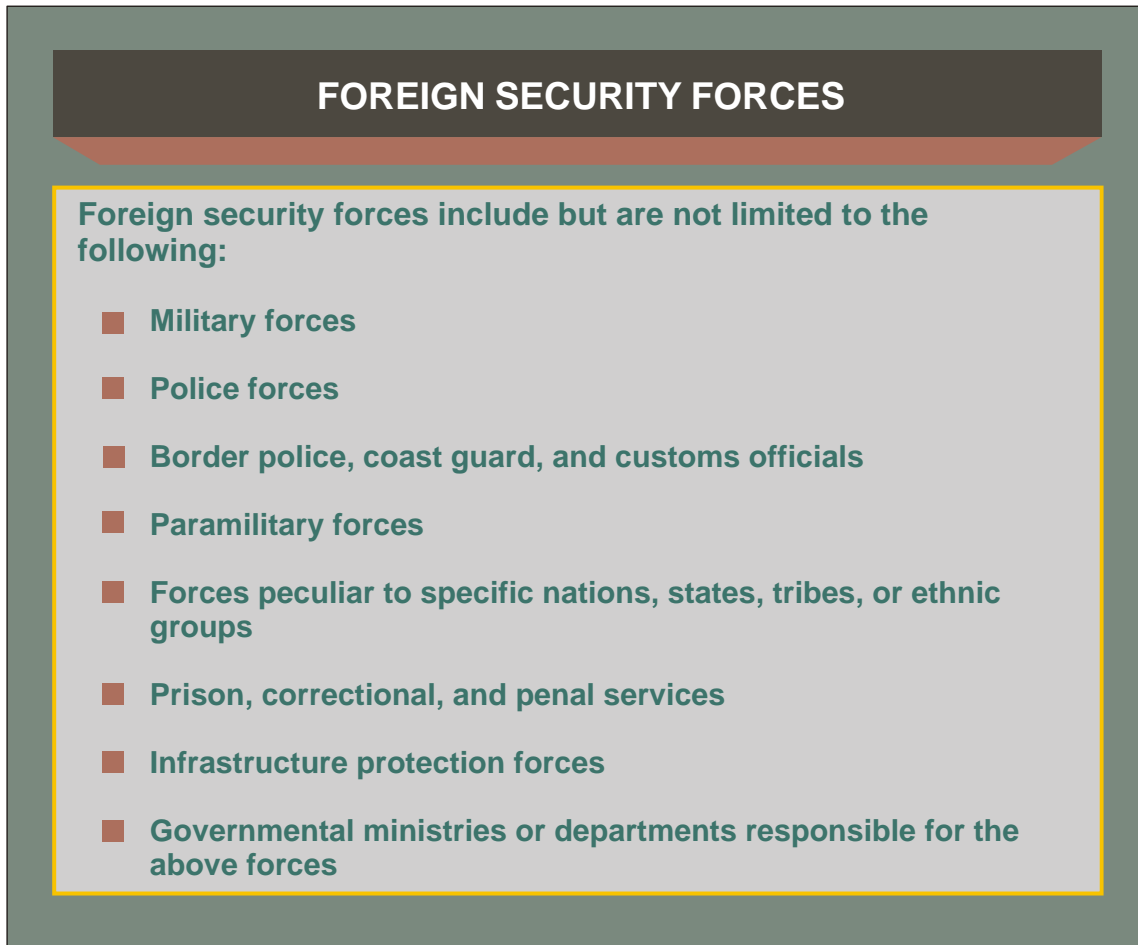 FOREIGN SECURITY FORCES
Foreign security forces include but are not limited to the
following:
Military forces
Police forces
Border police, coast guard, and customs officials
Paramilitary forces
Forces peculiar to specific nations, states, tribes, or ethnic
groups
Prison, correctional, and penal services
Infrastructure protection forces
Governmental ministries or departments responsible for the
above forces